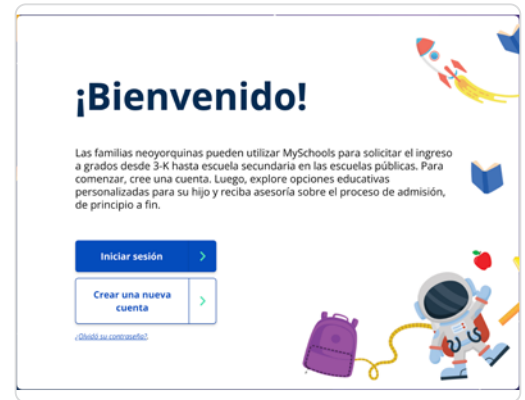 ¡Bienvenido!
Las familias neoyorquinas pueden utilizar MySchools para solicitar el ingreso
a grados desde 3-K hasta escuela secundaria en las escuelas públicas. Para
comenzar, cree una cuenta. Luego, explore opciones educativas
personalizadas para su hijo y reciba asesoría sobre el proceso de admisión,
de principio a fin.
Iniciar sesión
Crear una nueva
cuenta
¿Olvidó su contraseña?